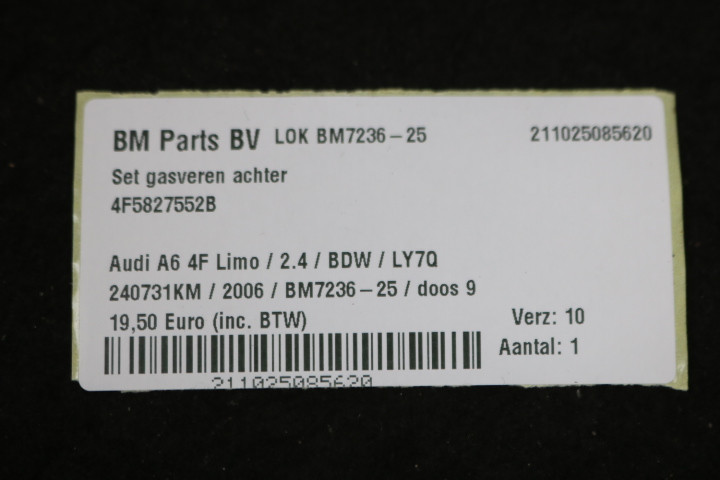 BM Parts BV LOK BM7236-25 211025085620
Set gasveren achter
4F5827552B
Audi A6 4F Limo / 2.4 / BDW / LY7Q
240731KM / 2006 / BM7236-25 / doos 9
19,50 Euro (inc. BTW) Verz: 10
Aantal: 1
211025085620